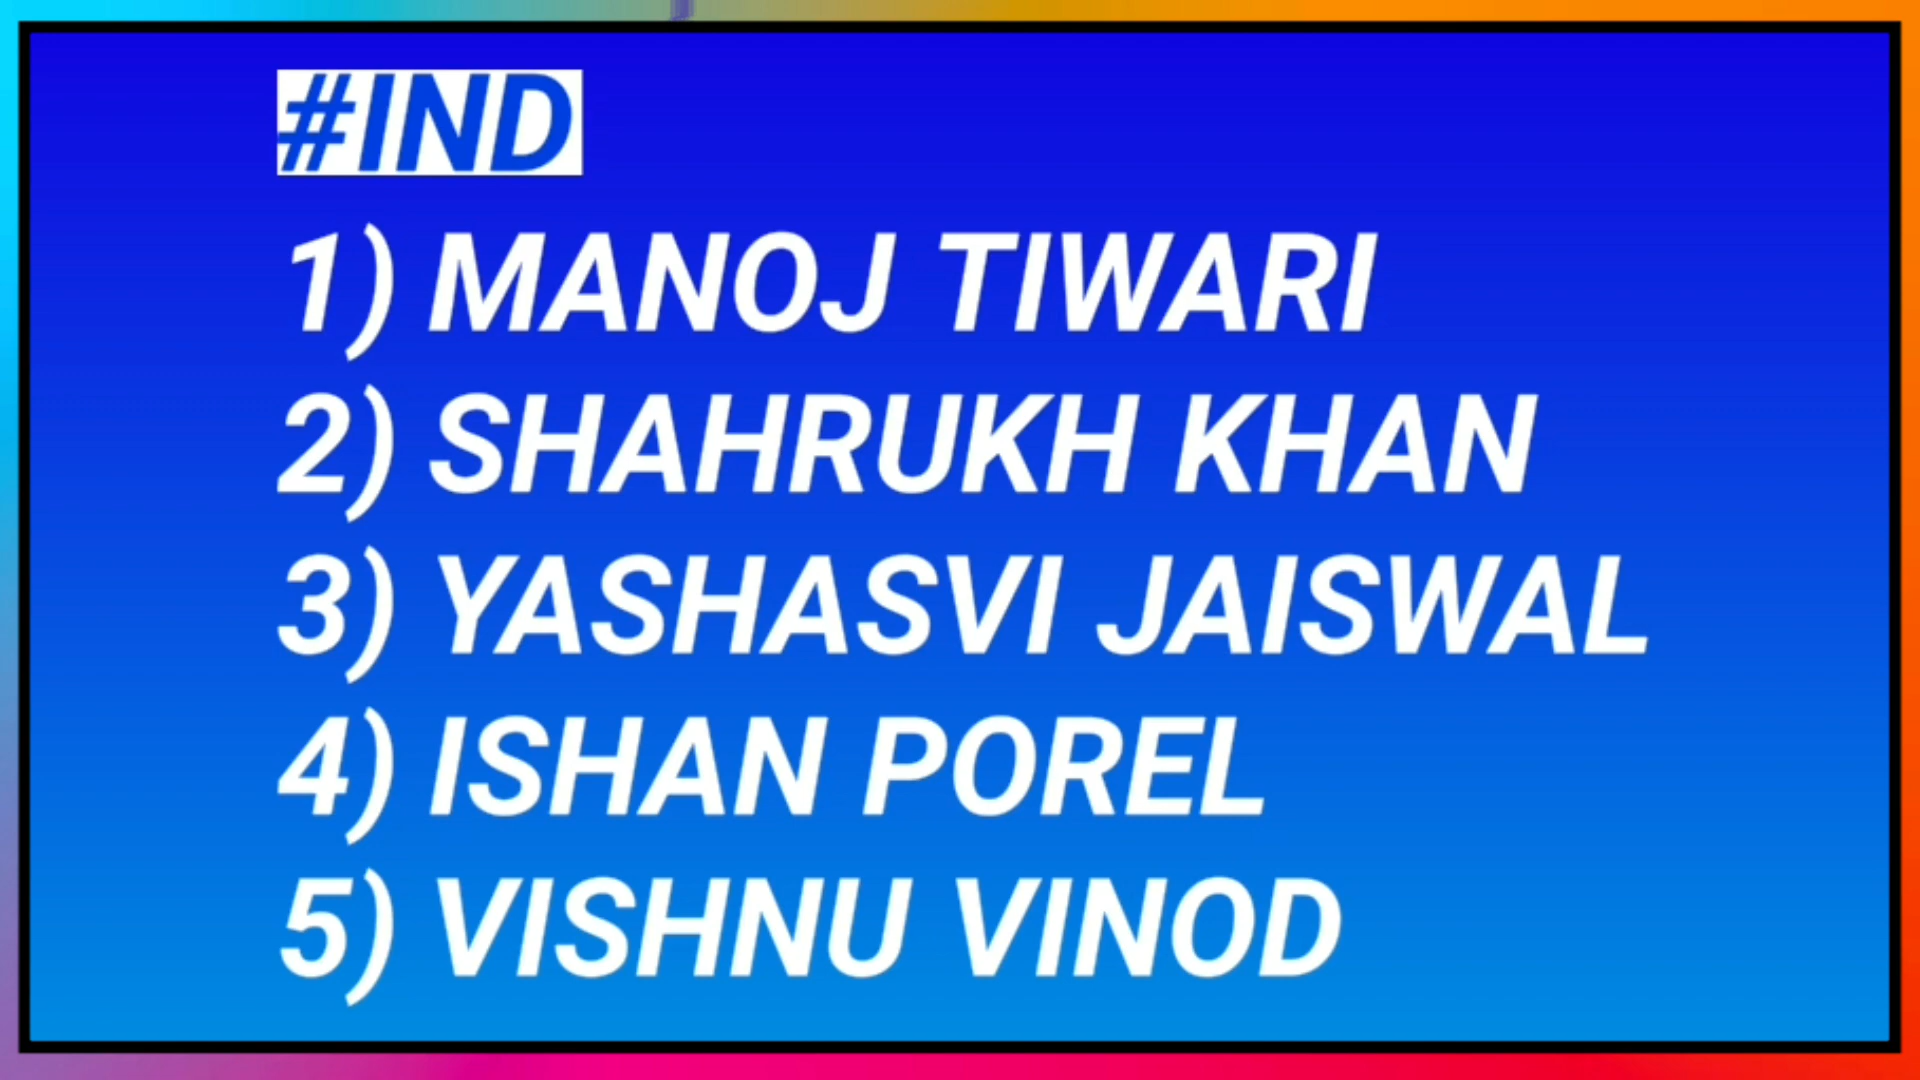 #IND
1) MANOJ TIWARI
2) SHAHRUKH KHAN
3) YASHASVI JAISWAL
4) ISHAN POREL
5) VISHNU VINOD